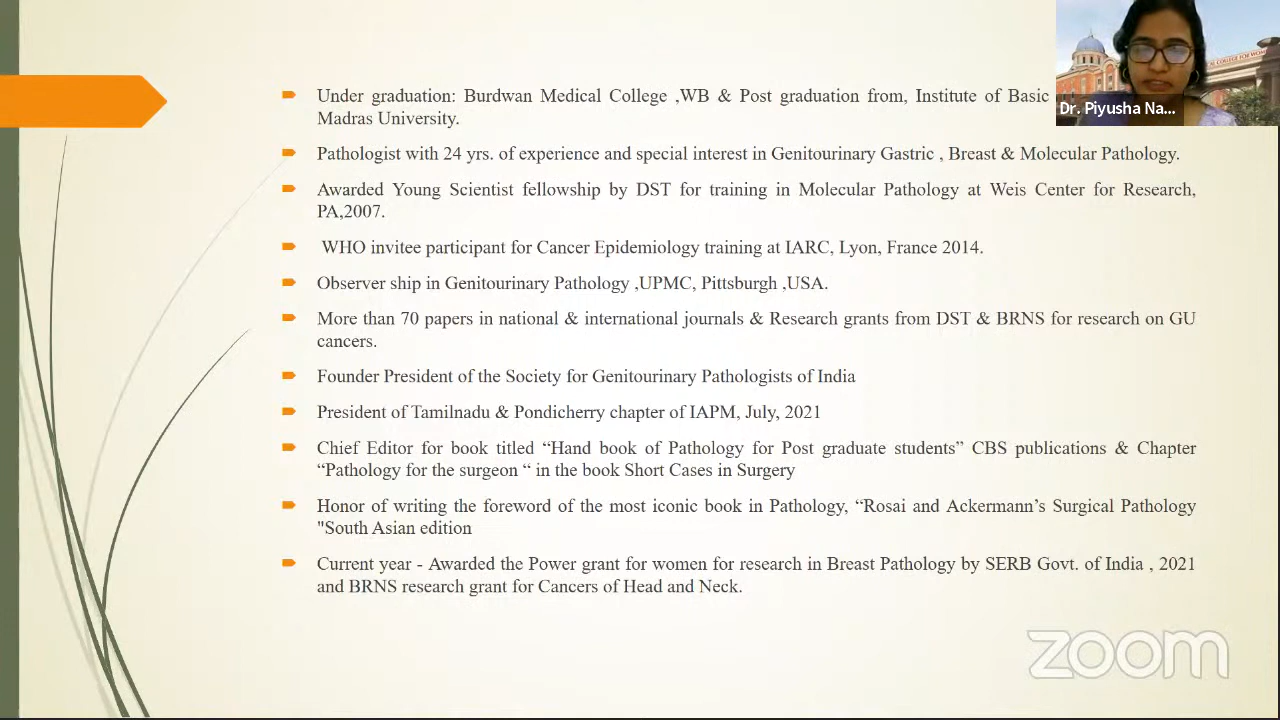 Under graduation: Burdwan Medical College ,WB & Post graduation from, Institute of Basic
Madras University.
Pathologist with 24 yrs. of experience and special interest in Genitourinary Gastric , Breast & Molecular Pathology.
Awarded Young Scientist fellowship by DST for training in Molecular Pathology at Weis Center for Research,
PA,2007.
WHO invitee participant for Cancer Epidemiology training at IARC, Lyon, France 2014.
Observer ship in Genitourinary Pathology ,UPMC, Pittsburgh ,USA.
More than 70 papers in national & international journals & Research grants from DST & BRNS for research on GU
cancers.
Founder President of the Society for Genitourinary Pathologists of India
President of Tamilnadu & Pondicherry chapter of IAPM, July, 2021
Chief Editor for book titled “Hand book of Pathology for Post graduate students” CBS publications & Chapter
“Pathology for the surgeon “ in the book Short Cases in Surgery
Honor of writing the foreword of the most iconic book in Pathology, “Rosai and Ackermann’s Surgical Pathology
"South Asian edition
Current year - Awarded the Power grant for women for research in Breast Pathology by SERB Govt. of India , 2021
and BRNS research grant for Cancers of Head and Neck.
Dr. Piyusha Na...
zoom